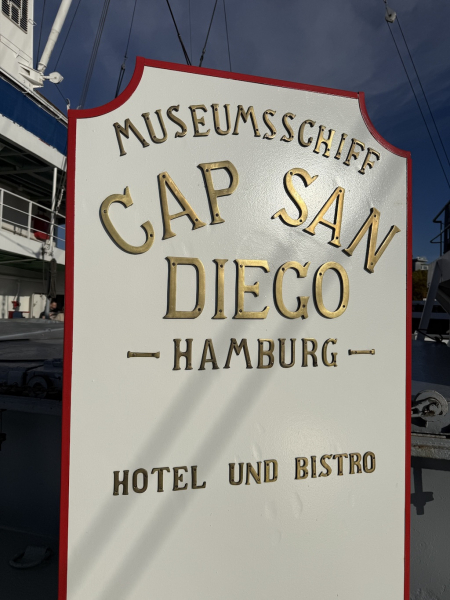 MUSEUMSSCHIFF
CAP SAN
DIEGO
- HAMBURG -
HOTEL UND BISTRO